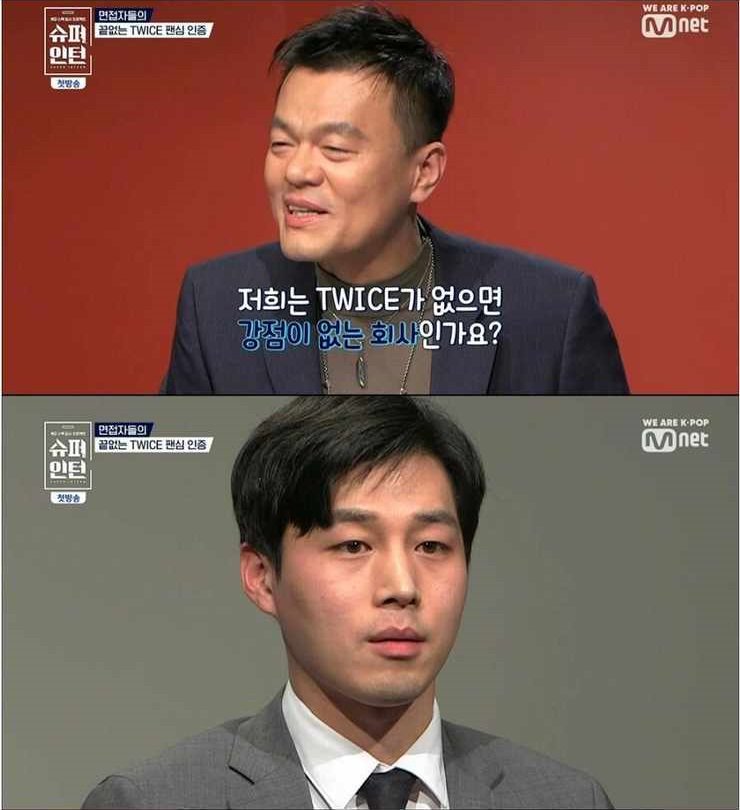 슈퍼
인턴
첫방송
면접자들의
끝없는 TWICE 팬심 인증
WE ARE K-POP
Mnet
저희는 TWICE가 없으면
강점이 없는 회사인가요?
슈퍼
인턴
첫방송
면접자들의
끝없는 TWICE 팬심 인증
WE ARE K-POP
Mnet